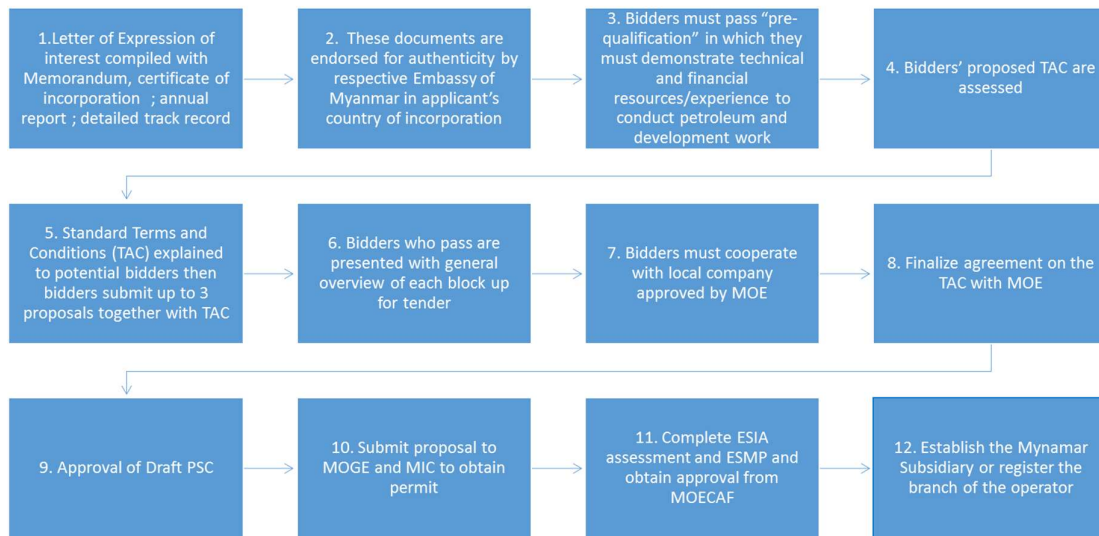 1.Letter of Expression of
interest compiled with
Memorandum, certificate of
incorporation ; annual
report ; detailed track record
2. These documents are
endorsed for authenticity by
respective Embassy of
Myanmar in applicant's
country of incorporation
3. Bidders must pass “pre-
qualification” in which they
must demonstrate technical
and financial
resources/experience to
conduct petroleum and
development work
4. Bidders’ proposed TAC are
assessed
5. Standard Terms and
Conditions (TAC) explained
to potential bidders then
bidders submit up to 3
proposals together with TAC
6. Bidders who pass are
presented with general
overview of each block up
for tender
7. Bidders must cooperate
with local company
approved by MOE
8. Finalize agreement on the
TAC with MOE
9. Approval of Draft PSC
10. Submit proposal to
MOGE and MIC to obtain
permit
11. Complete ESIA
assessment and ESMP and
obtain approval from
MOECAF
12. Establish the Mynamar
Subsidiary or register the
branch of the operator